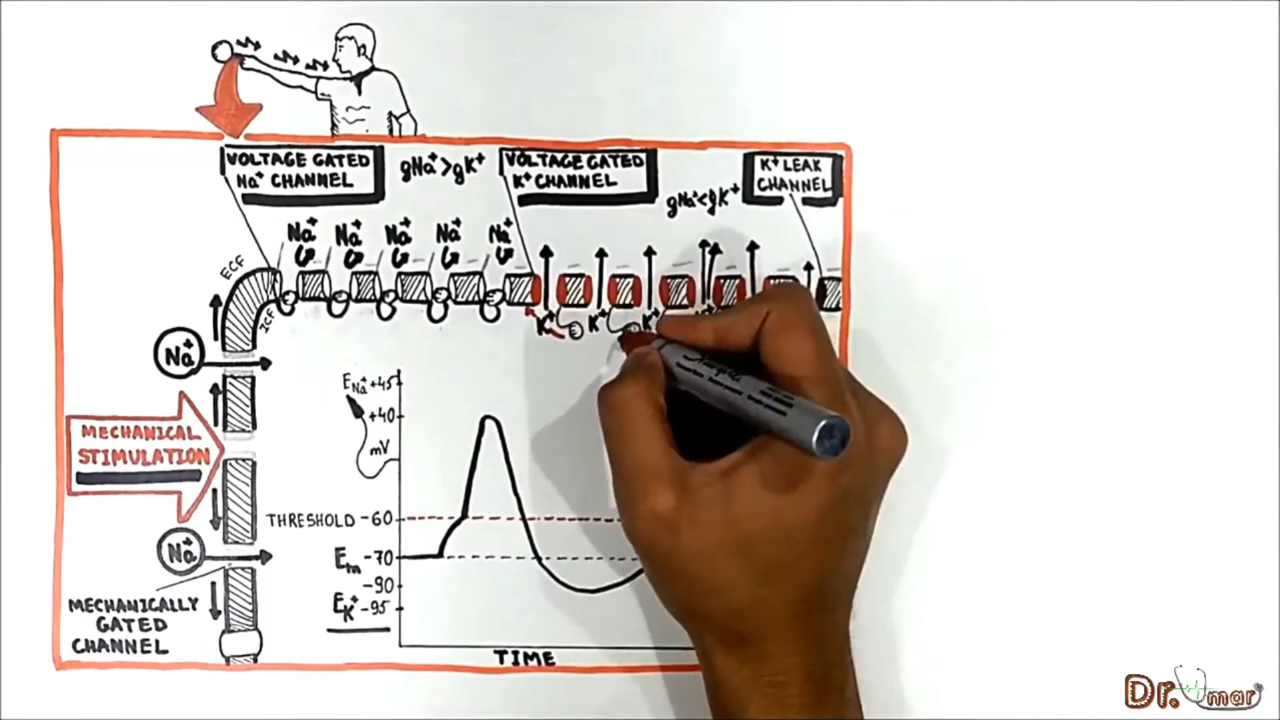 VOLTAGE GATED
Na+ CHANNEL
gNa+>gK+
VOLTAGE GATED
K+ CHANNEL
gNa+<gK+
K+ LEAK
CHANNEL
Na+ Na+ Na+ Na+ Na+
ECF
ICF
K+ K+ K+
Na+
MECHANICAL
STIMULATION
Na+
MECHANICALLY
GATED
CHANNEL
ENa+ +45
+40
mV
THRESHOLD -60
Em -70
-90
EK+ -95
TIME
Sharpie
Dr. Umar